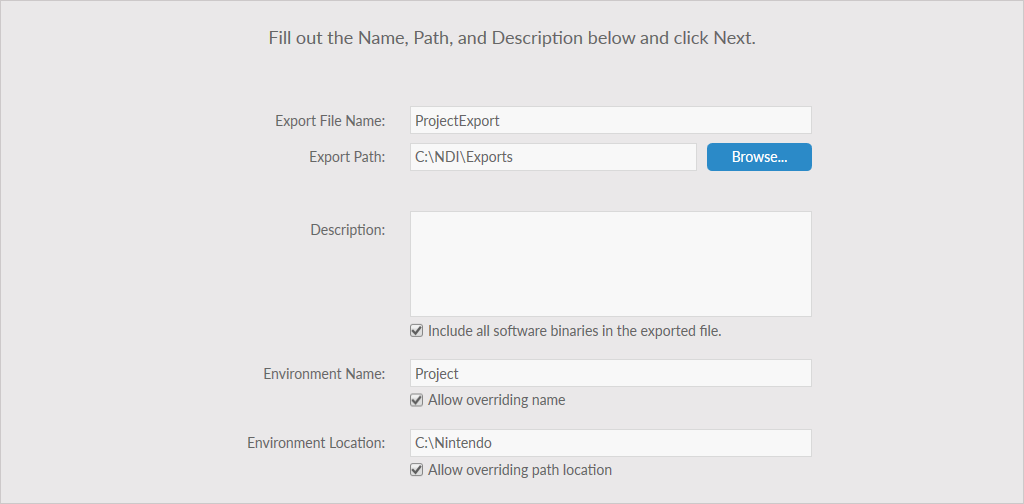 Fill out the Name, Path, and Description below and click Next.
Export File Name: ProjectExport
Export Path: C:\NDI\Exports Browse...
Description:
Include all software binaries in the exported file.
Environment Name: Project
Allow overriding name
Environment Location: C:\Nintendo
Allow overriding path location